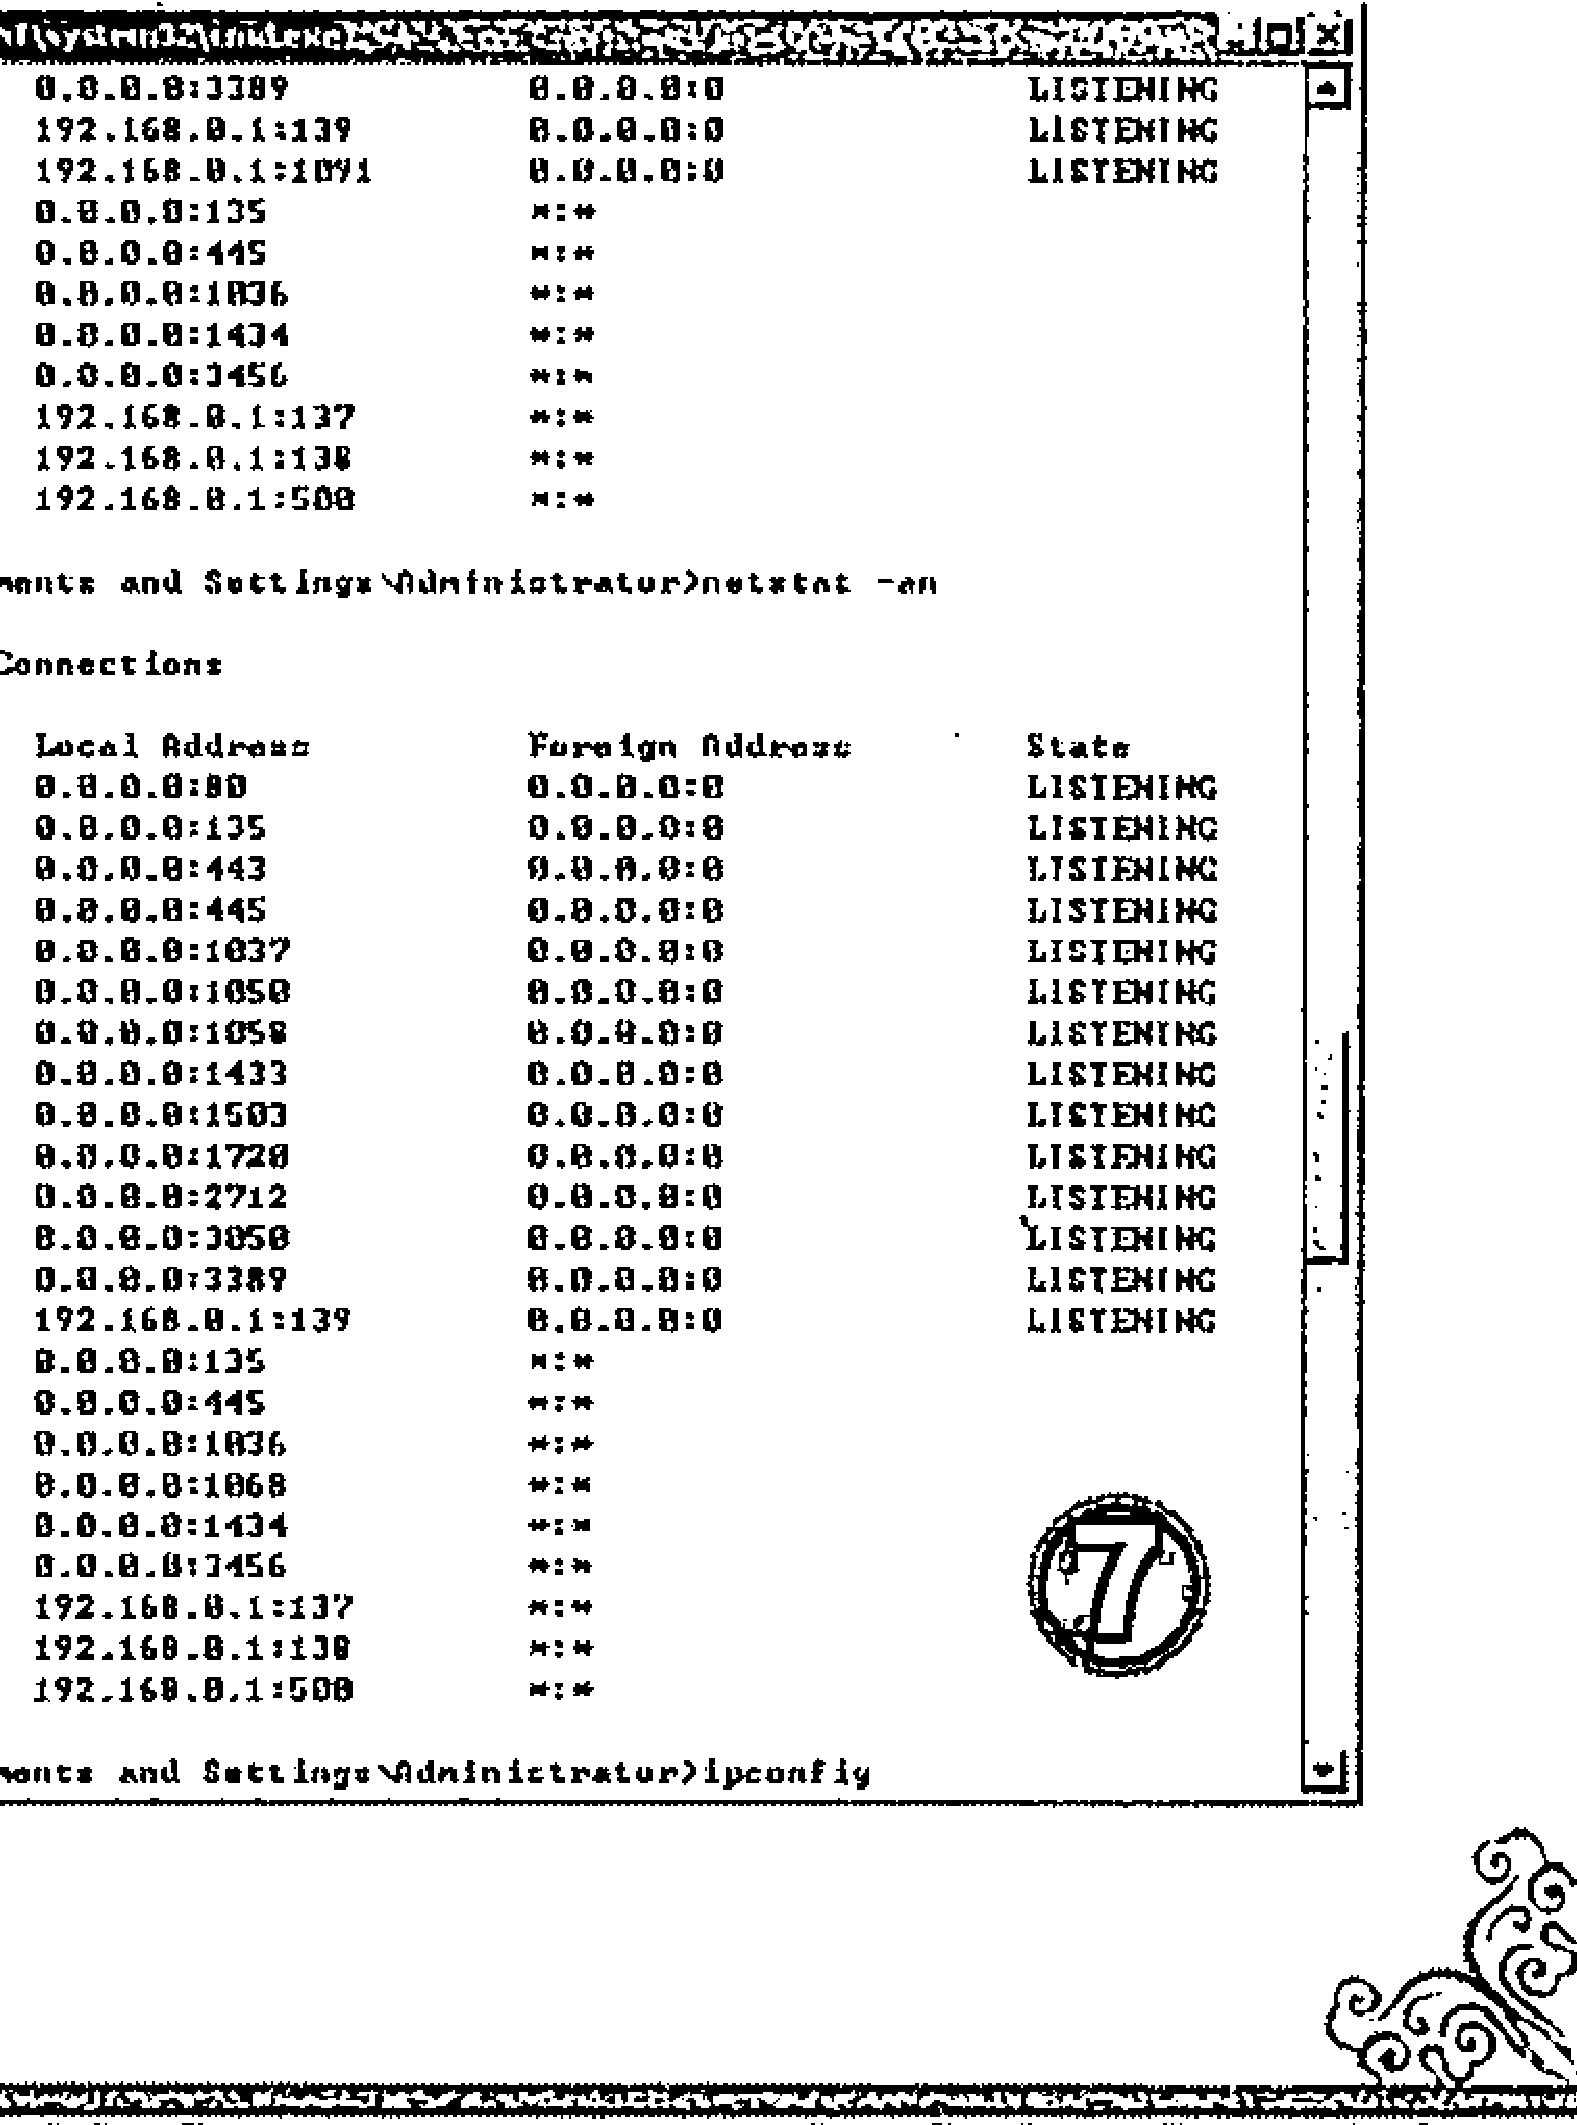 0.0.0.0:3389 0.0.0.0:0 LISTENING
192.168.0.1:139 0.0.0.0:0 LISTENING
192.168.0.1:1091 0.0.0.0:0 LISTENING
0.0.0.0:135 *:*
0.0.0.0:445 *:*
0.0.0.0:1036 *:*
0.0.0.0:1434 *:*
0.0.0.0:3456 *:*
192.168.0.1:137 *:*
192.168.0.1:138 *:*
192.168.0.1:500 *:*
ments and Settings\Administrator>netstat -an
Connections
Local Address Foreign Address State
0.0.0.0:80 0.0.0.0:0 LISTENING
0.0.0.0:135 0.0.0.0:0 LISTENING
0.0.0.0:443 0.0.0.0:0 LISTENING
0.0.0.0:445 0.0.0.0:0 LISTENING
0.0.0.0:1037 0.0.0.0:0 LISTENING
0.0.0.0:1050 0.0.0.0:0 LISTENING
0.0.0.0:1058 0.0.0.0:0 LISTENING
0.0.0.0:1433 0.0.0.0:0 LISTENING
0.0.0.0:1503 0.0.0.0:0 LISTENING
0.0.0.0:1720 0.0.0.0:0 LISTENING
0.0.0.0:2712 0.0.0.0:0 LISTENING
0.0.0.0:3050 0.0.0.0:0 LISTENING
0.0.0.0:3389 0.0.0.0:0 LISTENING
192.168.0.1:139 0.0.0.0:0 LISTENING
0.0.0.0:135 *:*
0.0.0.0:445 *:*
0.0.0.0:1036 *:*
0.0.0.0:1068 *:*
0.0.0.0:1434 *:*
0.0.0.0:3456 *:*
192.168.0.1:137 *:*
192.168.0.1:138 *:*
192.168.0.1:500 *:*
7
ments and Settings\Administrator>ipconfig